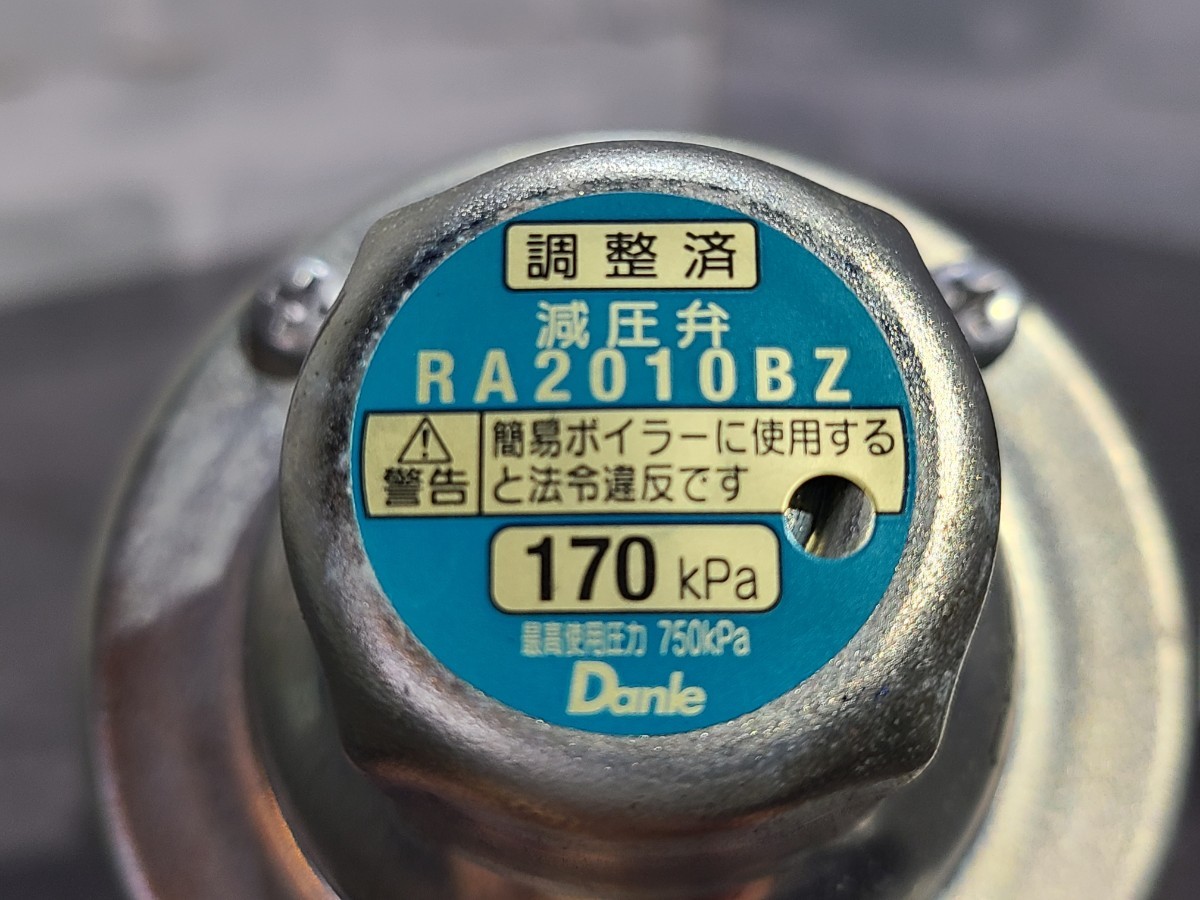 調整済
減圧弁
RA2010BZ
警告
簡易ボイラーに使用する
と法令違反です
170 kPa
最高使用圧力 750kPa
Danle